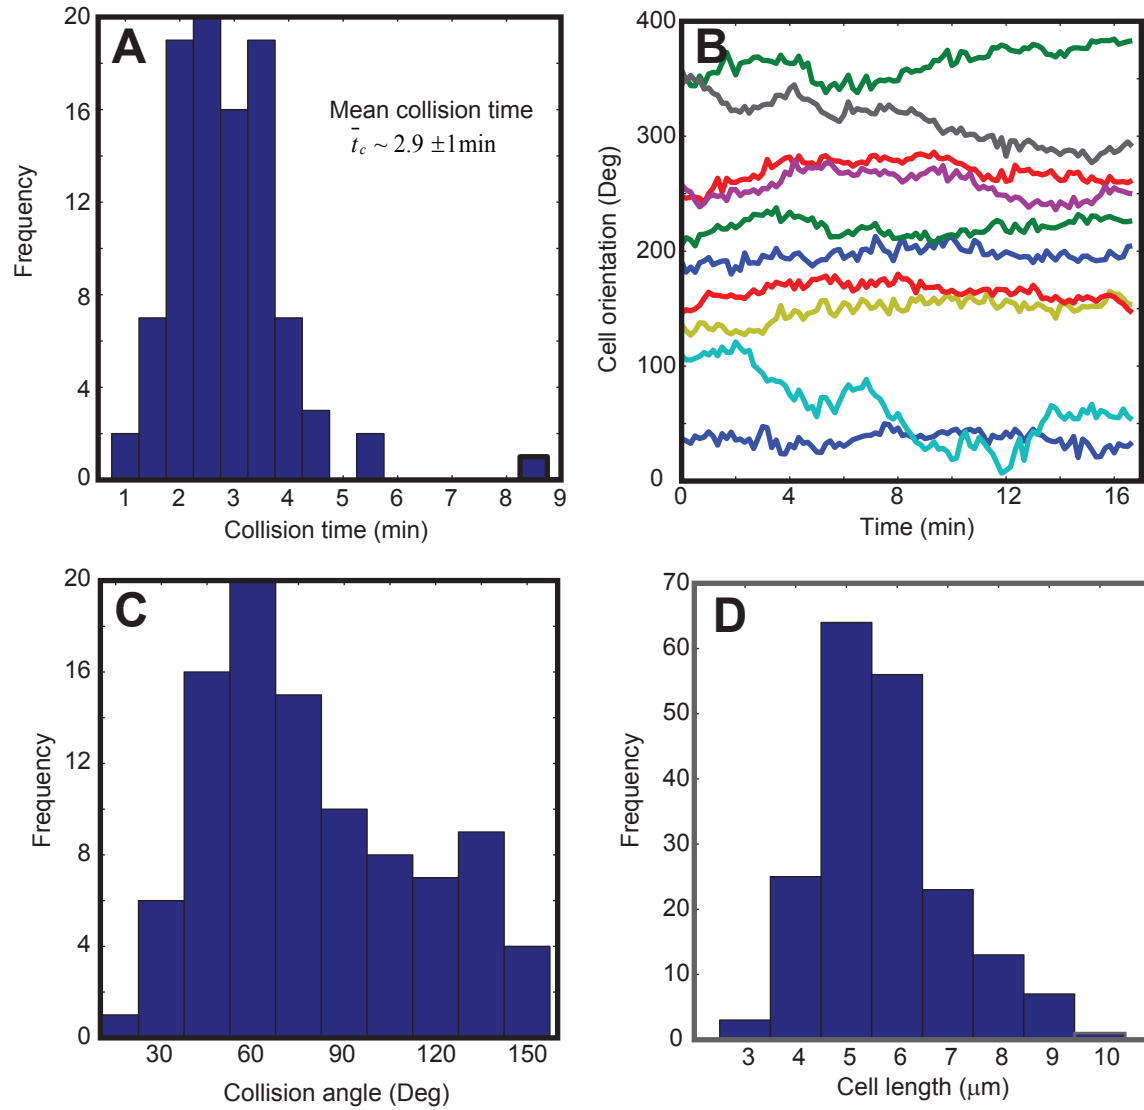 A
Mean collision time
t̄c ~ 2.9 ±1min
Frequency
20
16
12
8
4
0
1 2 3 4 5 6 7 8 9
Collision time (min)
B
Cell orientation (Deg)
400
300
200
100
0
0 4 8 12 16
Time (min)
C
Frequency
20
16
12
8
4
0
30 60 90 120 150
Collision angle (Deg)
D
Frequency
70
60
50
40
30
20
10
0
3 4 5 6 7 8 9 10
Cell length (μm)